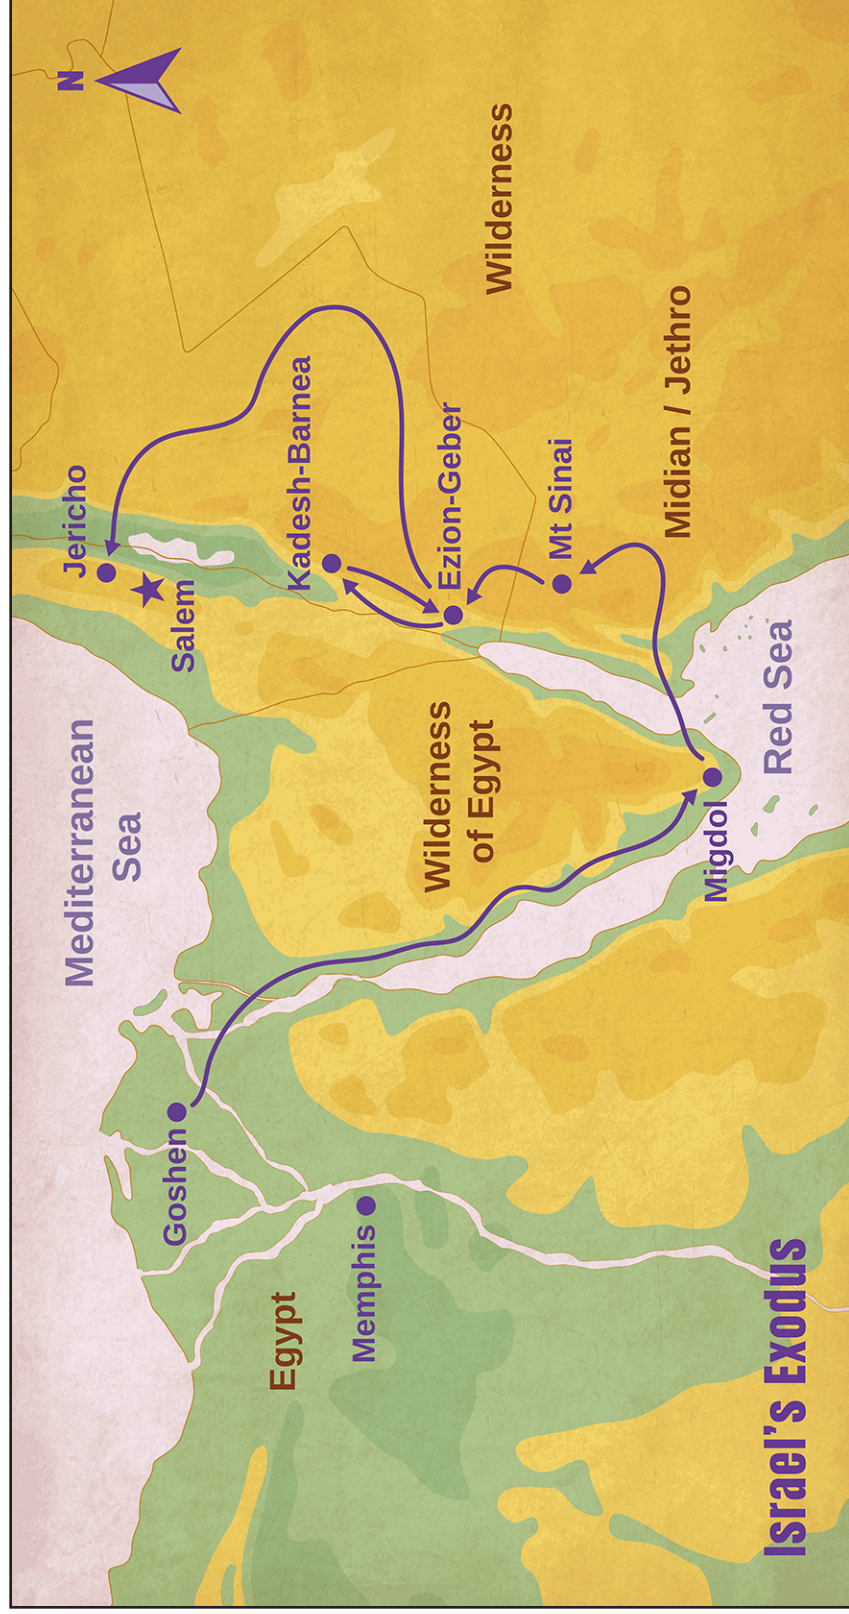 N
Mediterranean
Sea
Jericho
Salem
Goshen
Kadesh-Barnea
Egypt
Memphis
Ezion-Geber
Wilderness
of Egypt
Wilderness
Mt Sinai
Midian / Jethro
Migdol
Red Sea
Israel's Exodus